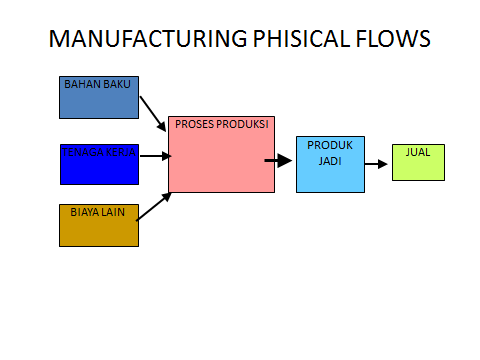 MANUFACTURING PHISICAL FLOWS
BAHAN BAKU
TENAGA KERJA
BIAYA LAIN
PROSES PRODUKSI
PRODUK
JADI
JUAL